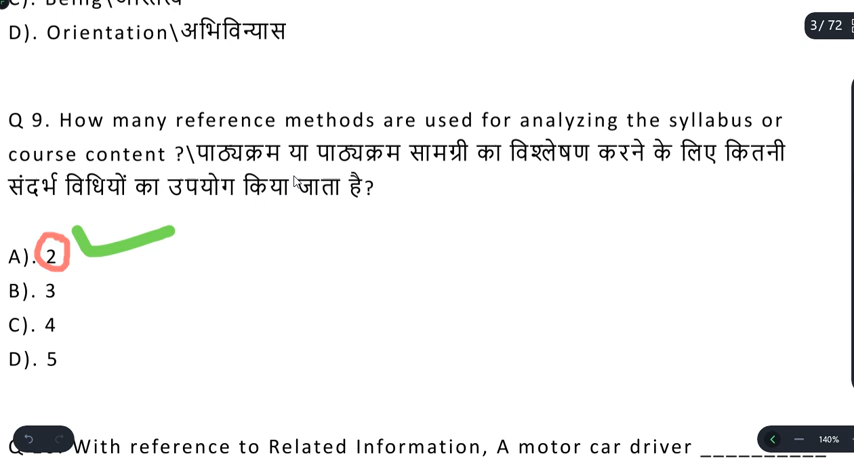 D). Orientation\अभिविन्यास
3/ 72
Q 9. How many reference methods are used for analyzing the syllabus or
course content ?\पाठ्यक्रम या पाठ्यक्रम सामग्री का विश्लेषण करने के लिए कितनी
संदर्भ विधियों का उपयोग किया जाता है?
A). 2
B). 3
C). 4
D). 5
With reference to Related Information, A motor car driver __________
140%